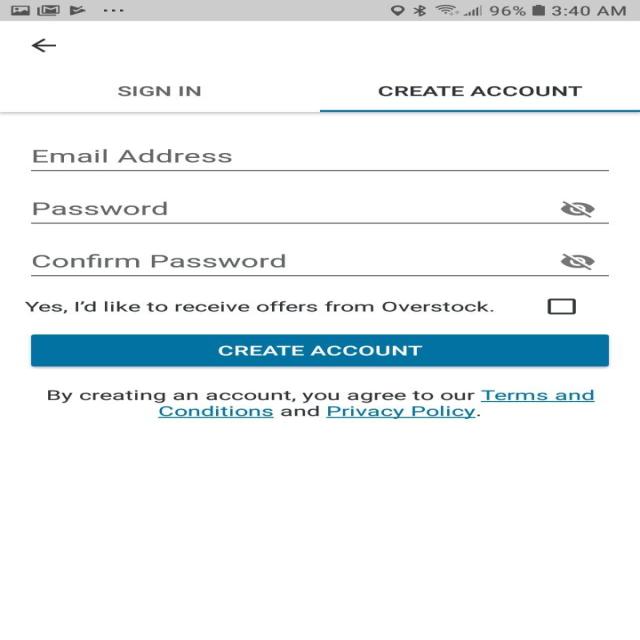 96% 3:40 AM
SIGN IN CREATE ACCOUNT
Email Address
Password
Confirm Password
Yes, I'd like to receive offers from Overstock.
CREATE ACCOUNT
By creating an account, you agree to our Terms and
Conditions and Privacy Policy.